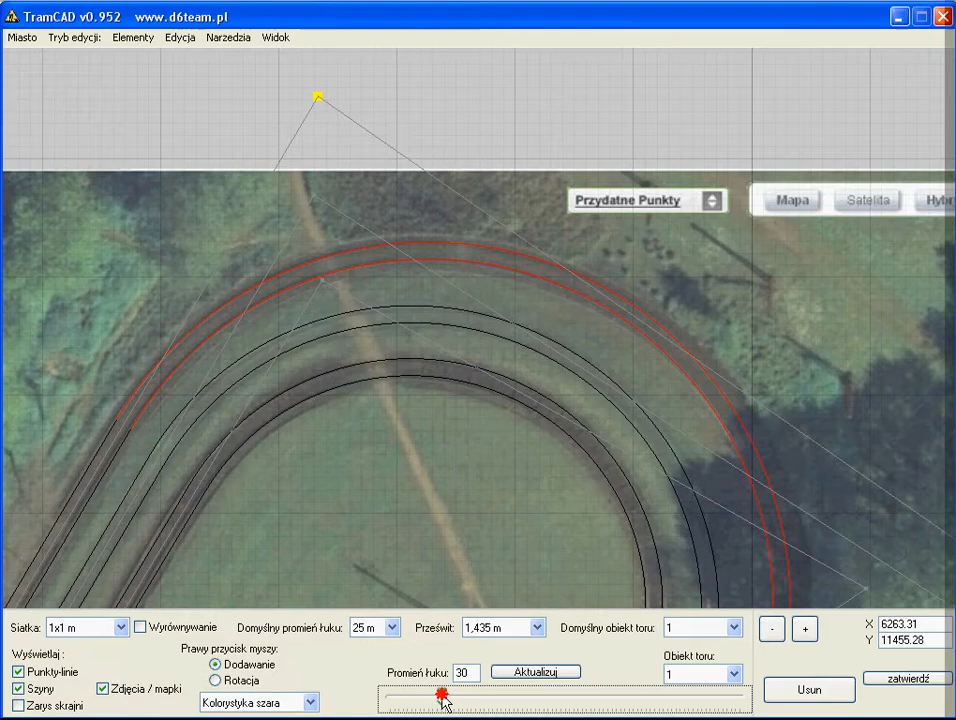 TramCAD v0.952 www.d6team.pl
Miasto Tryb edycji: Elementy Edycja Narzedzia Widok
Przydatne Punkty Mapa Satelita Hybr
Siatka: 1x1 m Wyrównywanie Domyślny promień łuku: 25 m Prześwit: 1,435 m Domyślny obiekt toru: 1 - + X 6263.31
Y 11455.28
Wyświetlaj : Prawy przycisk myszy: Obiekt toru:
Punkty-linie Dodawanie Promień łuku: 30 Aktualizuj 1 zatwierdź
Szyny Zdjęcia / mapki Rotacja Usun
Zarys skrajni Kolorystyka szara